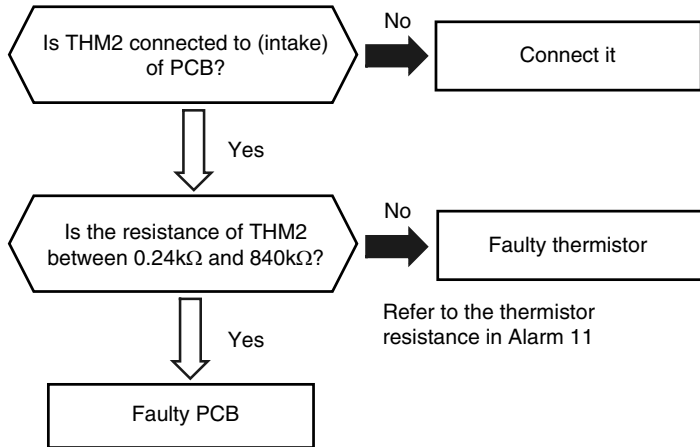 Is THM2 connected to (intake)
of PCB?
No
Connect it
Yes
Is the resistance of THM2
between 0.24kΩ and 840kΩ?
No
Faulty thermistor
Refer to the thermistor
resistance in Alarm 11
Yes
Faulty PCB